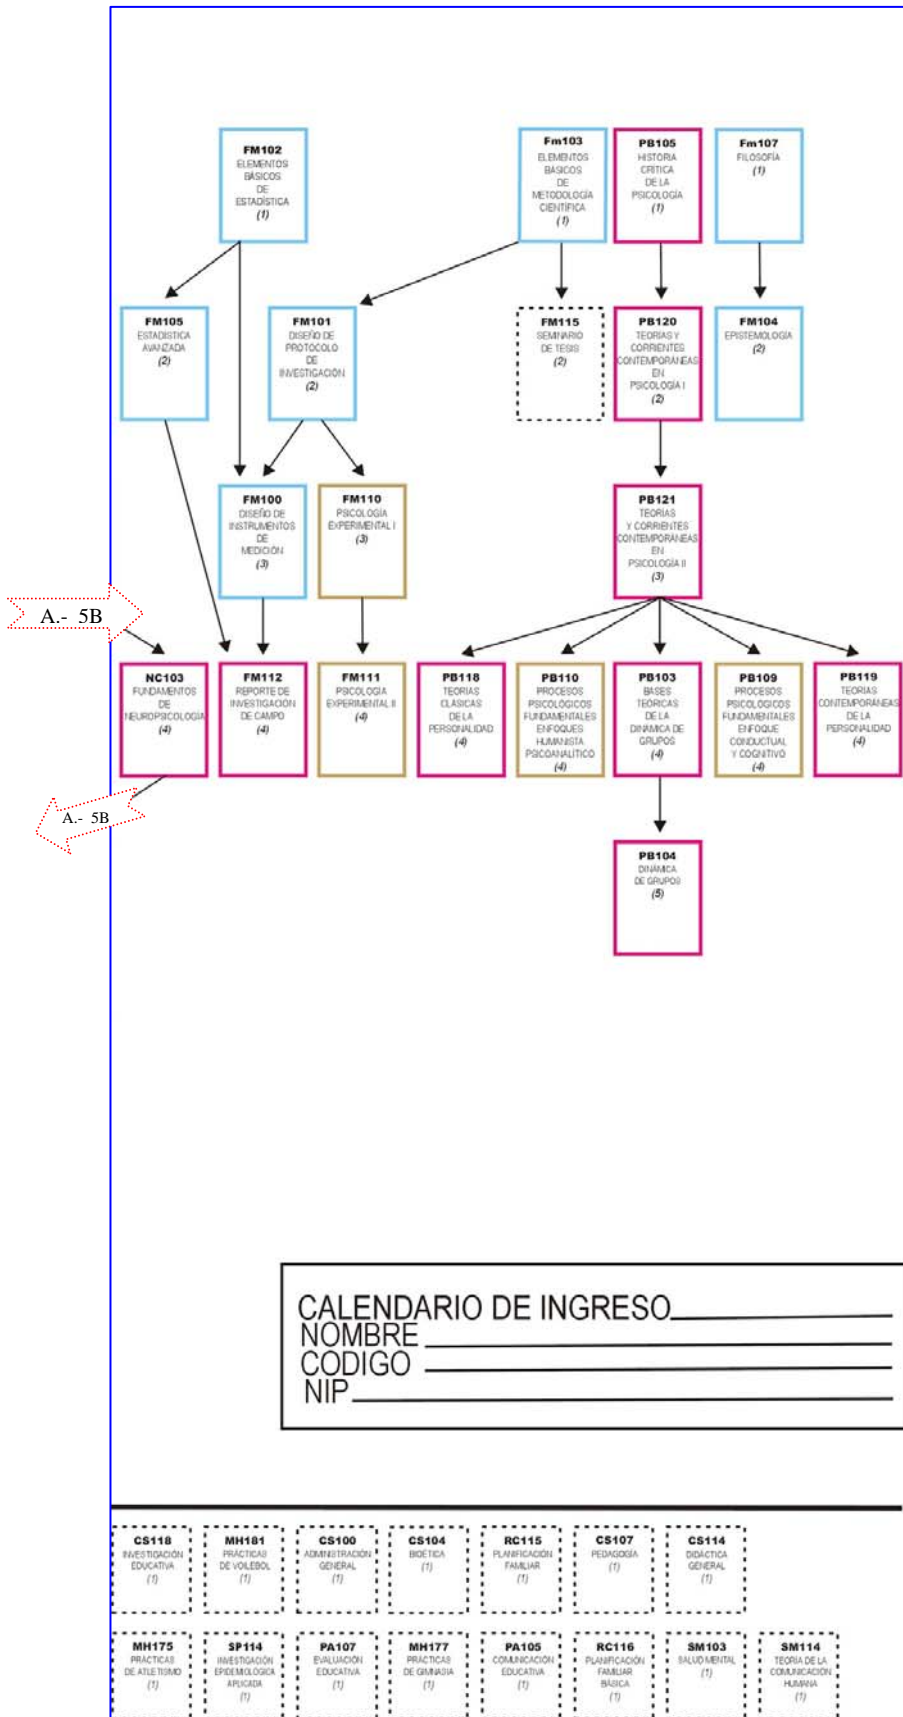 FM102
ELEMENTOS
BÁSICOS
DE
ESTADÍSTICA
(1)
Fm103
ELEMENTOS
BÁSICOS
DE
METODOLOGÍA
CIENTÍFICA
(1)
PB105
HISTORIA
CRÍTICA
DE LA
PSICOLOGÍA
(1)
Fm107
FILOSOFÍA
(1)
FM105
ESTADISTICA
AVANZADA
(2)
FM101
DISEÑO DE
PROTOCOLO
DE
INVESTIGACIÓN
(2)
FM115
SEMINARIO
DE TESIS
(2)
PB120
TEORÍAS Y
CORRIENTES
CONTEMPORÁNEAS
EN
PSICOLOGÍA I
(2)
FM104
EPISTEMOLOGÍA
(2)
FM100
DISEÑO DE
INSTRUMENTOS
DE
MEDICIÓN
(3)
FM110
PSICOLOGÍA
EXPERIMENTAL I
(3)
PB121
TEORÍAS
Y CORRIENTES
CONTEMPORÁNEAS
EN
PSICOLOGÍA II
(3)
A.- 5B
NC103
FUNDAMENTOS
DE
NEUROPSICOLOGÍA
(4)
FM112
REPORTE DE
INVESTIGACIÓN
DE CAMPO
(4)
FM111
PSICOLOGÍA
EXPERIMENTAL II
(4)
PB118
TEORÍAS
CLÁSICAS
DE LA
PERSONALIDAD
(4)
PB110
PROCESOS
PSICOLÓGICOS
FUNDAMENTALES
ENFOQUES
HUMANISTA
PSICOANALÍTICO
(4)
PB103
BASES
TEÓRICAS
DE LA
DINÁMICA DE
GRUPOS
(4)
PB109
PROCESOS
PSICOLÓGICOS
FUNDAMENTALES
ENFOQUE
CONDUCTUAL
Y COGNITIVO
(4)
PB119
TEORÍAS
CONTEMPORÁNEAS
DE LA
PERSONALIDAD
(4)
A.- 5B
PB104
DINÁMICA
DE GRUPOS
(5)
CALENDARIO DE INGRESO
NOMBRE
CODIGO
NIP
CS118
INVESTIGACIÓN
EDUCATIVA
(1)
MH181
PRÁCTICAS
DE VOLEIBOL
(1)
CS100
ADMINISTRACIÓN
GENERAL
(1)
CS104
BIOÉTICA
(1)
RC115
PLANIFICACIÓN
FAMILIAR
(1)
CS107
PEDAGOGÍA
(1)
CS114
DIDÁCTICA
GENERAL
(1)
MH175
PRÁCTICAS
DE ATLETISMO
(1)
SP114
INVESTIGACIÓN
EPIDEMIOLÓGICA
APLICADA
(1)
PA107
EVALUACIÓN
EDUCATIVA
(1)
MH177
PRÁCTICAS
DE GIMNASIA
(1)
PA105
COMUNICACIÓN
EDUCATIVA
(1)
RC116
PLANIFICACIÓN
FAMILIAR
BÁSICA
(1)
SM103
SALUD MENTAL
(1)
SM114
TEORÍA DE LA
COMUNICACIÓN
HUMANA
(1)